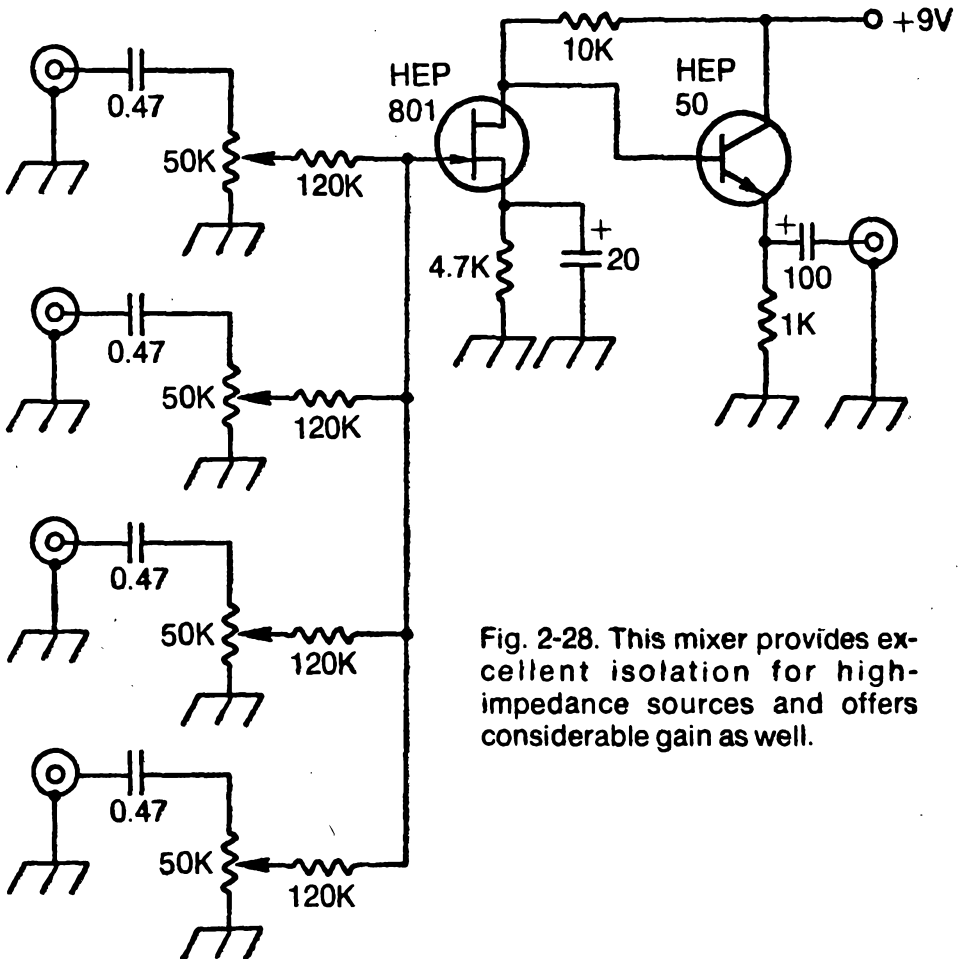 +9V
10K
HEP
801
HEP
50
0.47
50K
120K
4.7K
+
20
+
100
1K
0.47
50K
120K
0.47
50K
120K
0.47
50K
120K
Fig. 2-28. This mixer provides ex-
cellent isolation for high-
impedance sources and offers
considerable gain as well.